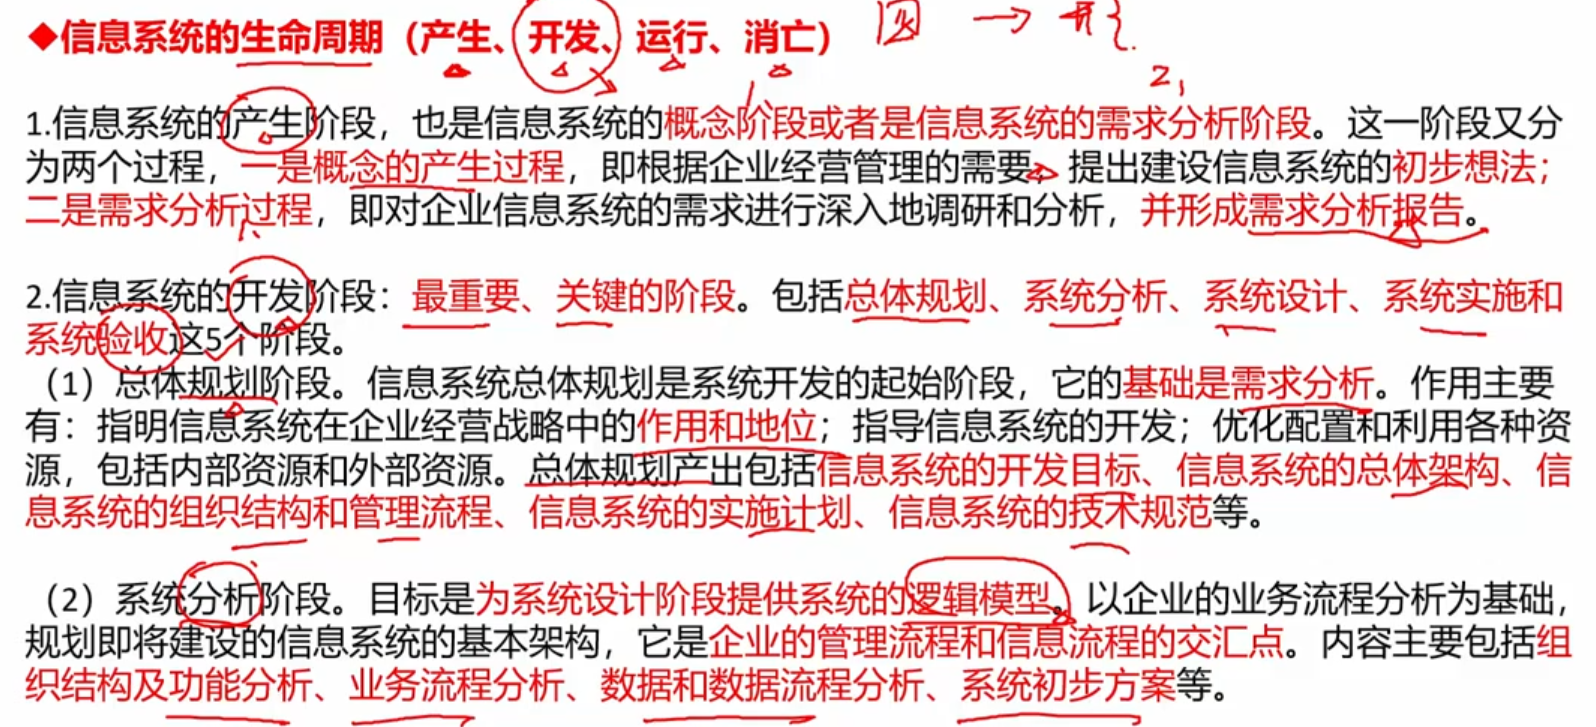 ◆信息系统的生命周期（产生、开发、运行、消亡） 图 → 开
2,
1.信息系统的产生阶段，也是信息系统的概念阶段或者是信息系统的需求分析阶段。这一阶段又分
为两个过程，一是概念的产生过程，即根据企业经营管理的需要，提出建设信息系统的初步想法；
二是需求分析过程，即对企业信息系统的需求进行深入地调研和分析，并形成需求分析报告。
2.信息系统的开发阶段：最重要、关键的阶段。包括总体规划、系统分析、系统设计、系统实施和
系统验收这5个阶段。
（1）总体规划阶段。信息系统总体规划是系统开发的起始阶段，它的基础是需求分析。作用主要
有：指明信息系统在企业经营战略中的作用和地位；指导信息系统的开发；优化配置和利用各种资
源，包括内部资源和外部资源。总体规划产出包括信息系统的开发目标、信息系统的总体架构、信
息系统的组织结构和管理流程、信息系统的实施计划、信息系统的技术规范等。
（2）系统分析阶段。目标是为系统设计阶段提供系统的逻辑模型。以企业的业务流程分析为基础，
规划即将建设的信息系统的基本架构，它是企业的管理流程和信息流程的交汇点。内容主要包括组
织结构及功能分析、业务流程分析、数据和数据流程分析、系统初步方案等。